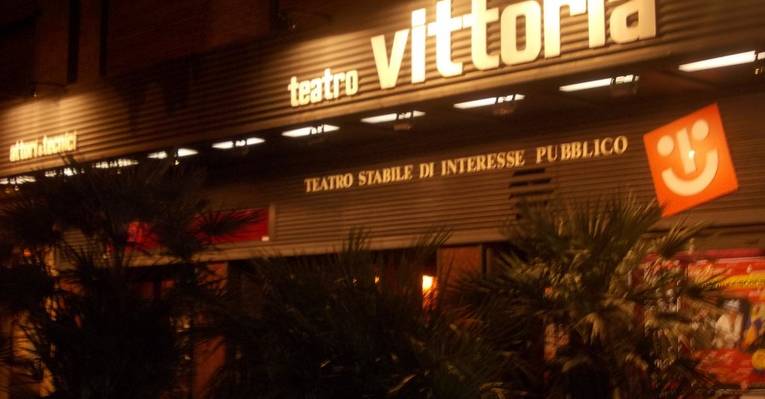 teatro vittoria
attori & tecnici
TEATRO STABILE DI INTERESSE PUBBLICO